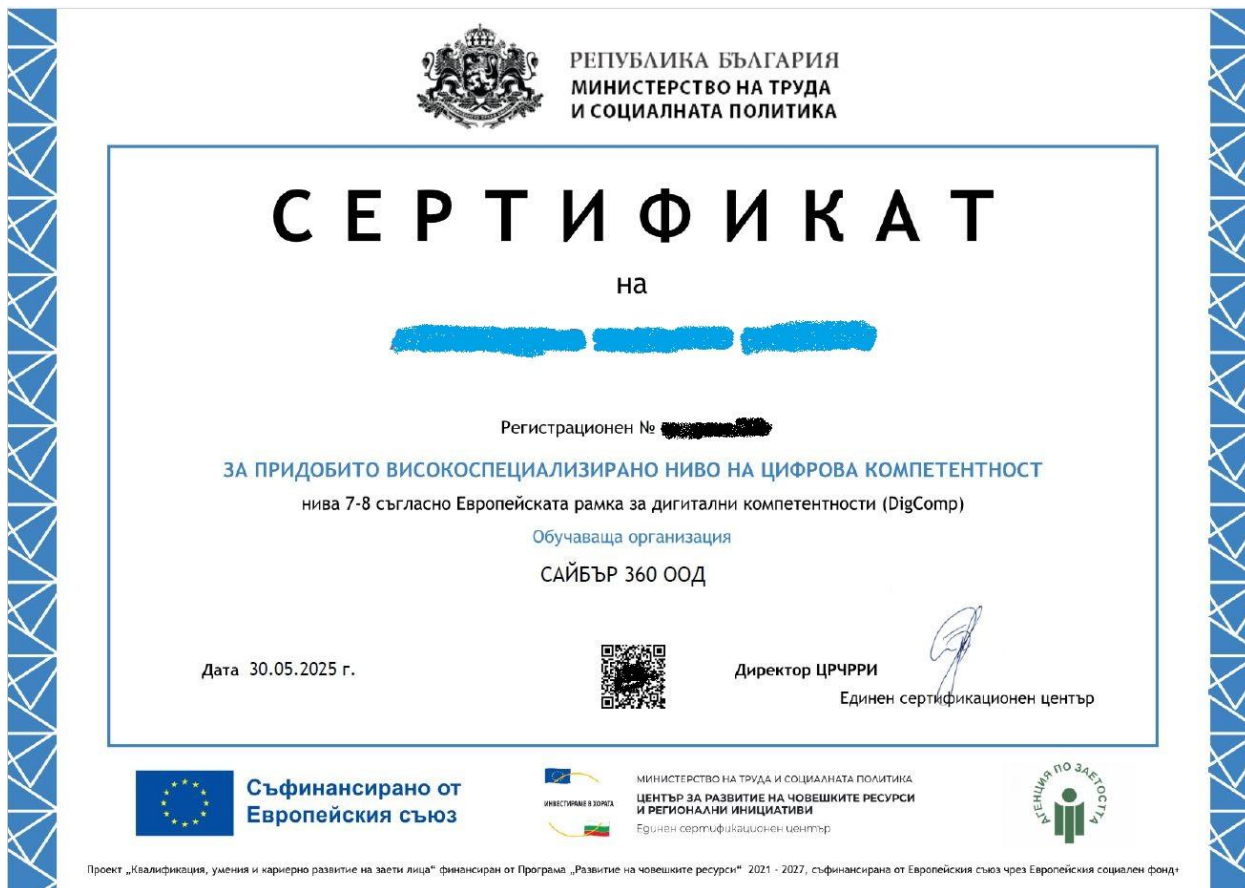 РЕПУБЛИКА БЪЛГАРИЯ
МИНИСТЕРСТВО НА ТРУДА
И СОЦИАЛНАТА ПОЛИТИКА
СЕРТИФИКАТ
на
Регистрационен №
ЗА ПРИДОБИТО ВИСОКОСПЕЦИАЛИЗИРАНО НИВО НА ЦИФРОВА КОМПЕТЕНТНОСТ
нива 7-8 съгласно Европейската рамка за дигитални компетентности (DigComp)
Обучаваща организация
САЙБЪР 360 ООД
Дата 30.05.2025 г.
Директор ЦРЧРРИ
Единен сертификационен център
Съфинансирано от
Европейския съюз
ИНВЕСТИРАМЕ В ХОРАТА
МИНИСТЕРСТВО НА ТРУДА И СОЦИАЛНАТА ПОЛИТИКА
ЦЕНТЪР ЗА РАЗВИТИЕ НА ЧОВЕШКИТЕ РЕСУРСИ
И РЕГИОНАЛНИ ИНИЦИАТИВИ
Единен сертификационен център
АГЕНЦИЯ ПО ЗАЕТОСТТА
Проект „Квалификация, умения и кариерно развитие на заети лица“ финансиран от Програма „Развитие на човешките ресурси“ 2021 - 2027, съфинансирана от Европейския съюз чрез Европейския социален фонд+